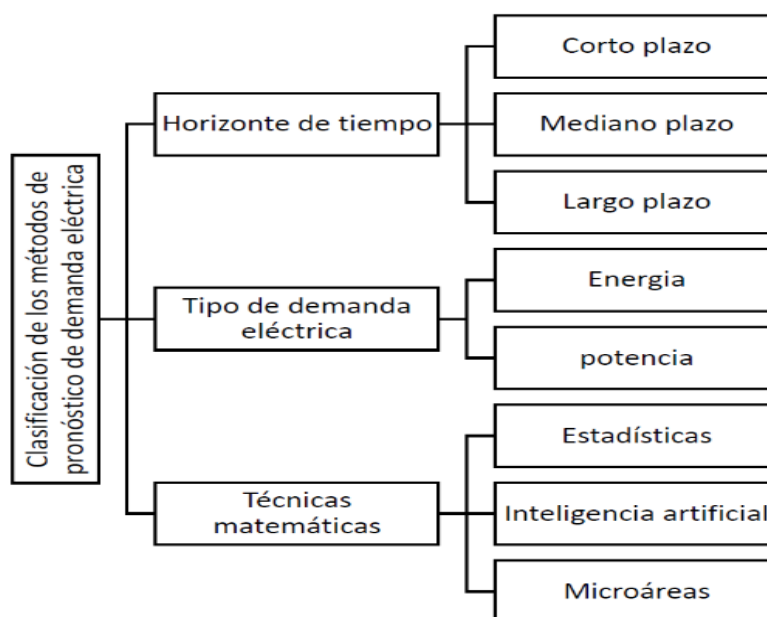 Clasificación de los métodos de
pronóstico de demanda eléctrica
Horizonte de tiempo
Corto plazo
Mediano plazo
Largo plazo
Tipo de demanda
eléctrica
Energia
potencia
Técnicas
matemáticas
Estadísticas
Inteligencia artificial
Microáreas